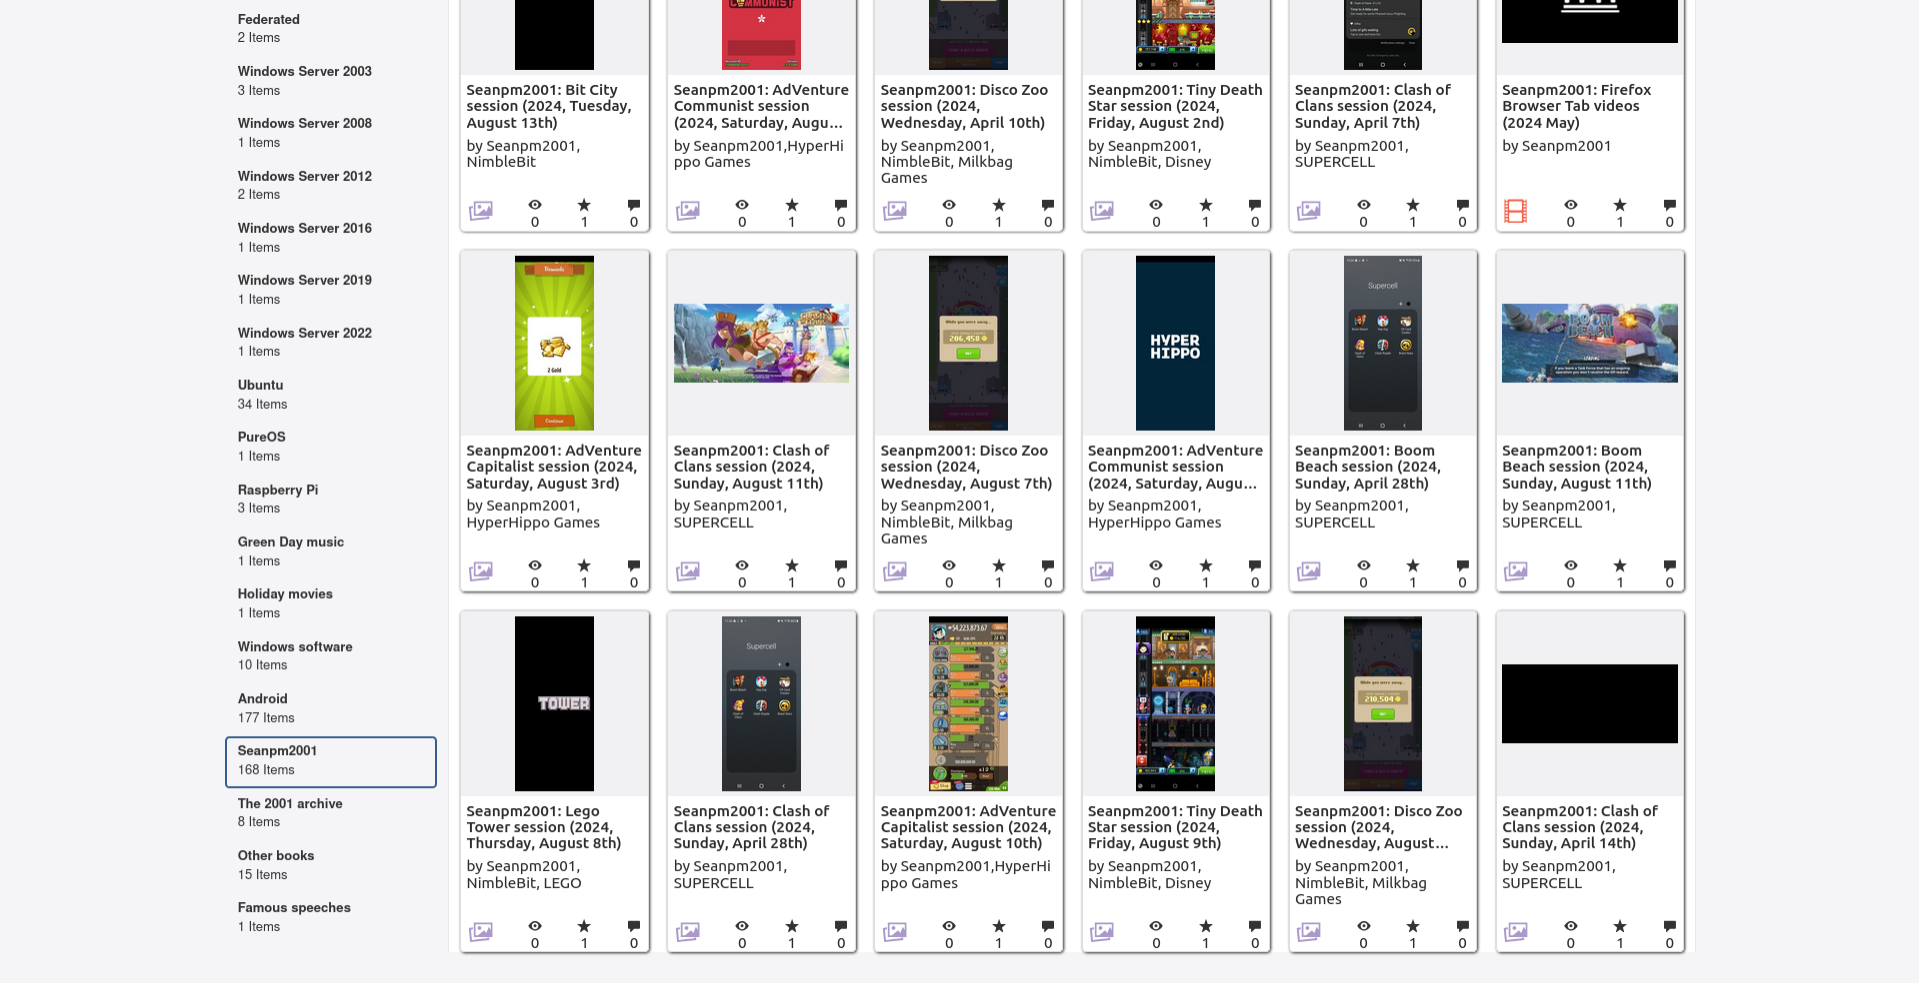 Federated
2 Items
Windows Server 2003
3 Items
Windows Server 2008
1 Items
Windows Server 2012
2 Items
Windows Server 2016
1 Items
Windows Server 2019
1 Items
Windows Server 2022
1 Items
Ubuntu
34 Items
PureOS
1 Items
Raspberry Pi
3 Items
Green Day music
1 Items
Holiday movies
1 Items
Windows software
10 Items
Android
177 Items
Seanpm2001
168 Items
The 2001 archive
8 Items
Other books
15 Items
Famous speeches
1 Items
COMMUNIST
Seanpm2001: Bit City
session (2024, Tuesday,
August 13th)
by Seanpm2001,
NimbleBit
0 1 0
Seanpm2001: AdVenture
Communist session
(2024, Saturday, Augu...
by Seanpm2001,HyperHi
ppo Games
0 1 0
Seanpm2001: Disco Zoo
session (2024,
Wednesday, April 10th)
by Seanpm2001,
NimbleBit, Milkbag
Games
0 1 0
Seanpm2001: Tiny Death
Star session (2024,
Friday, August 2nd)
by Seanpm2001,
NimbleBit, Disney
0 1 0
Seanpm2001: Clash of
Clans session (2024,
Sunday, April 7th)
by Seanpm2001,
SUPERCELL
0 1 0
Seanpm2001: Firefox
Browser Tab videos
(2024 May)
by Seanpm2001
0 1 0
Rewards
2 Gold
Continue
Seanpm2001: AdVenture
Capitalist session (2024,
Saturday, August 3rd)
by Seanpm2001,
HyperHippo Games
0 1 0
Seanpm2001: Clash of
Clans session (2024,
Sunday, August 11th)
by Seanpm2001,
SUPERCELL
0 1 0
While you were away...
206,458
Seanpm2001: Disco Zoo
session (2024,
Wednesday, August 7th)
by Seanpm2001,
NimbleBit, Milkbag
Games
0 1 0
HYPER
HIPPO
Seanpm2001: AdVenture
Communist session
(2024, Saturday, Augu...
by Seanpm2001,
HyperHippo Games
0 1 0
Supercell
Seanpm2001: Boom
Beach session (2024,
Sunday, April 28th)
by Seanpm2001,
SUPERCELL
0 1 0
BOOM
BEACH
Seanpm2001: Boom
Beach session (2024,
Sunday, August 11th)
by Seanpm2001,
SUPERCELL
0 1 0
TOWER
Seanpm2001: Lego
Tower session (2024,
Thursday, August 8th)
by Seanpm2001,
NimbleBit, LEGO
0 1 0
Supercell
Seanpm2001: Clash of
Clans session (2024,
Sunday, April 28th)
by Seanpm2001,
SUPERCELL
0 1 0
54,223,873.67
Seanpm2001: AdVenture
Capitalist session (2024,
Saturday, August 10th)
by Seanpm2001,HyperHi
ppo Games
0 1 0
Seanpm2001: Tiny Death
Star session (2024,
Friday, August 9th)
by Seanpm2001,
NimbleBit, Disney
0 1 0
While you were away...
210,504
Seanpm2001: Disco Zoo
session (2024,
Wednesday, August...
by Seanpm2001,
NimbleBit, Milkbag
Games
0 1 0
Seanpm2001: Clash of
Clans session (2024,
Sunday, April 14th)
by Seanpm2001,
SUPERCELL
0 1 0